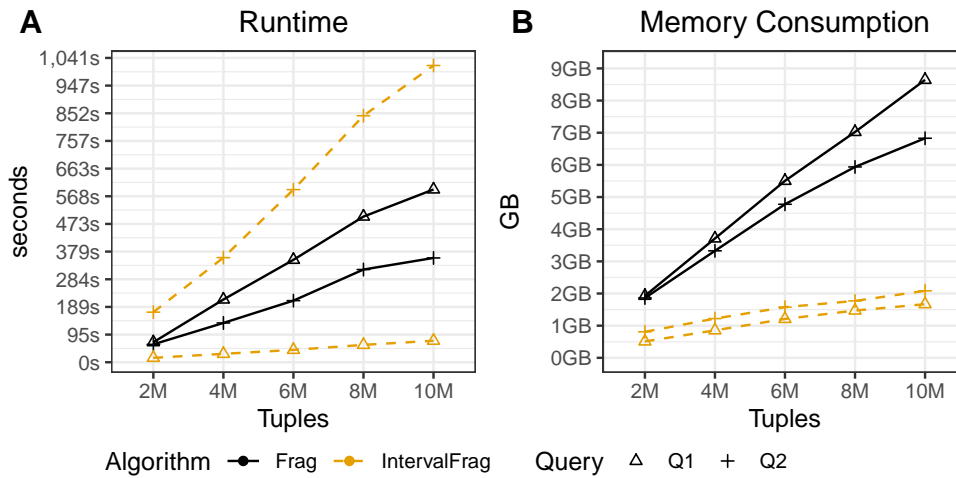 A
Runtime
1,041s
947s
852s
757s
663s
568s
473s
379s
284s
189s
95s
0s
seconds
2M 4M 6M 8M 10M
Tuples
B
Memory Consumption
9GB
8GB
7GB
6GB
5GB
4GB
3GB
2GB
1GB
0GB
GB
2M 4M 6M 8M 10M
Tuples
Algorithm Frag IntervalFrag Query Q1 Q2